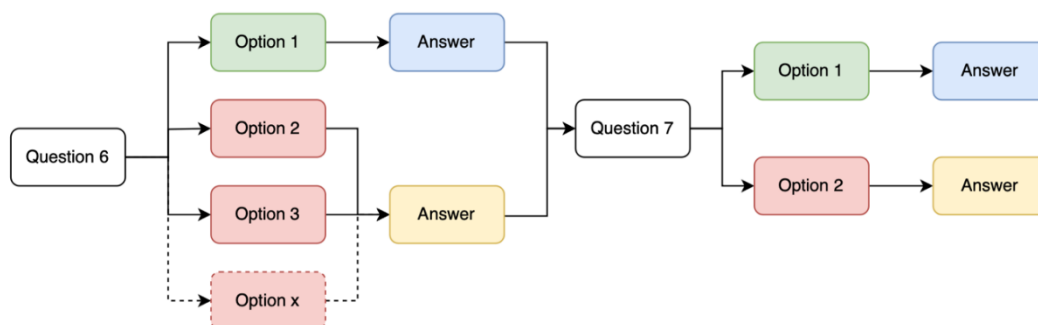 Question 6
Option 1
Option 2
Option 3
Option x
Answer
Answer
Question 7
Option 1
Option 2
Answer
Answer